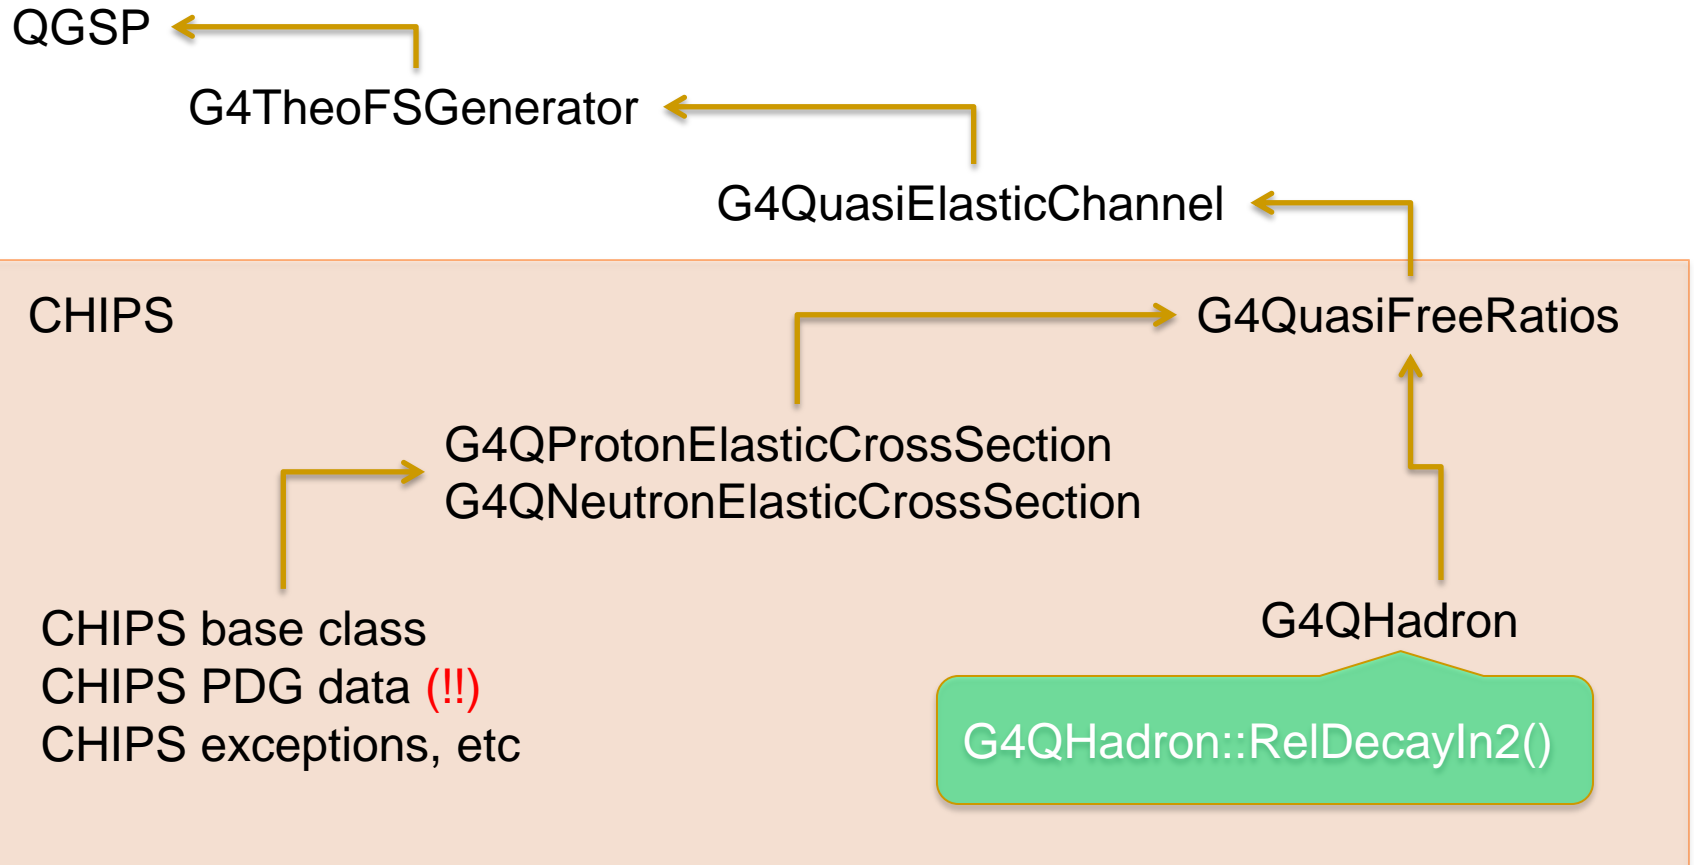 QGSP
G4TheoFSGenerator
G4QuasiElasticChannel
CHIPS
G4QuasiFreeRatios
G4QProtonElasticCrossSection
G4QNeutronElasticCrossSection
CHIPS base class
CHIPS PDG data (!!)
CHIPS exceptions, etc
G4QHadron
G4QHadron::RelDecayIn2()